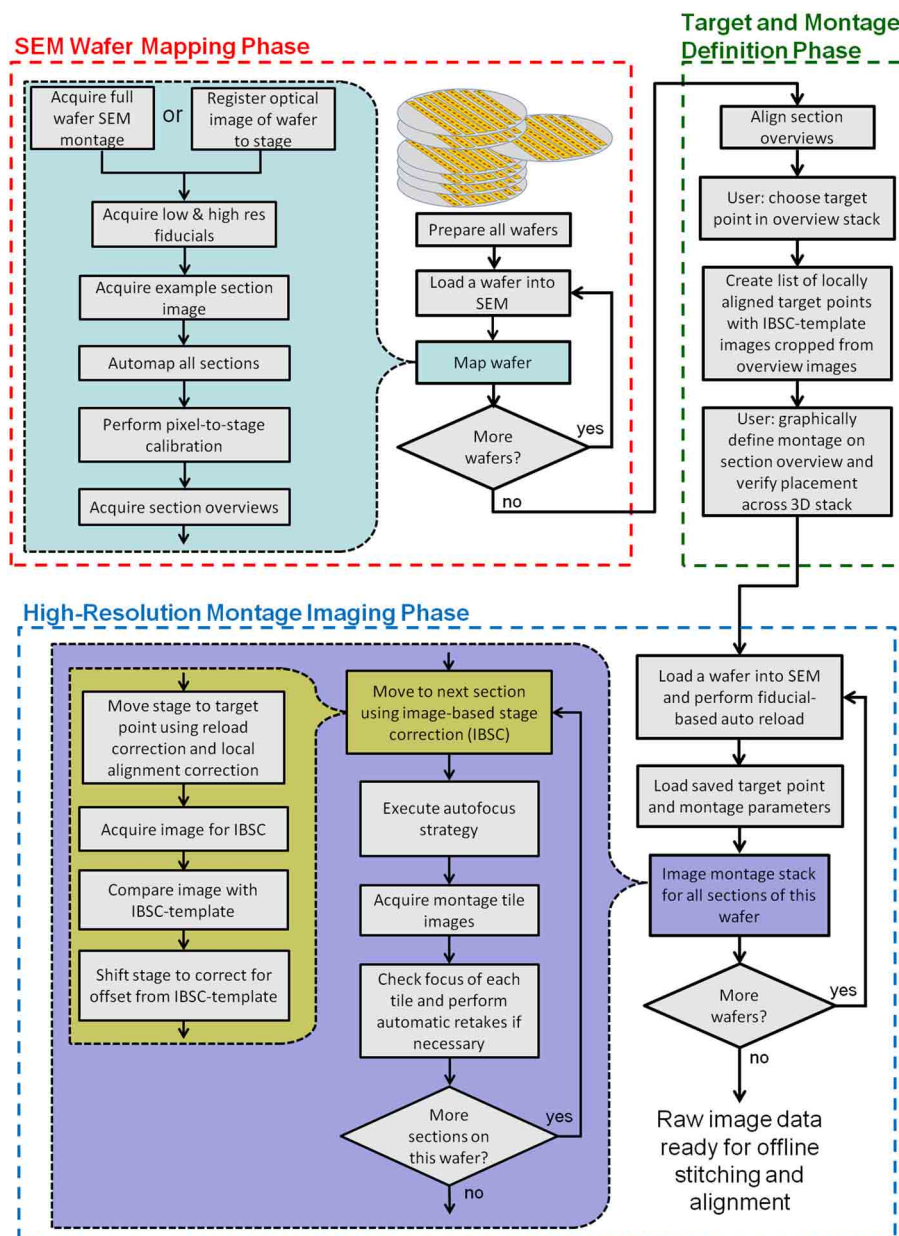 SEM Wafer Mapping Phase
Acquire full
wafer SEM
montage
or
Register optical
image of wafer
to stage
Acquire low & high res
fiducials
Acquire example section
image
Automap all sections
Perform pixel-to-stage
calibration
Acquire section overviews
Prepare all wafers
Load a wafer into
SEM
Map wafer
More
wafers?
yes
no
Target and Montage
Definition Phase
Align section
overviews
User: choose target
point in overview stack
Create list of locally
aligned target points
with IBSC-template
images cropped from
overview images
User: graphically
define montage on
section overview and
verify placement
across 3D stack
High-Resolution Montage Imaging Phase
Move stage to target
point using reload
correction and local
alignment correction
Acquire image for IBSC
Compare image with
IBSC-template
Shift stage to correct for
offset from IBSC-template
Move to next section
using image-based stage
correction (IBSC)
Execute autofocus
strategy
Acquire montage tile
images
Check focus of each
tile and perform
automatic retakes if
necessary
More
sections on
this wafer?
yes
no
Load a wafer into SEM
and perform fiducial-
based auto reload
Load saved target point
and montage parameters
Image montage stack
for all sections of this
wafer
More
wafers?
yes
no
Raw image data
ready for offline
stitching and
alignment